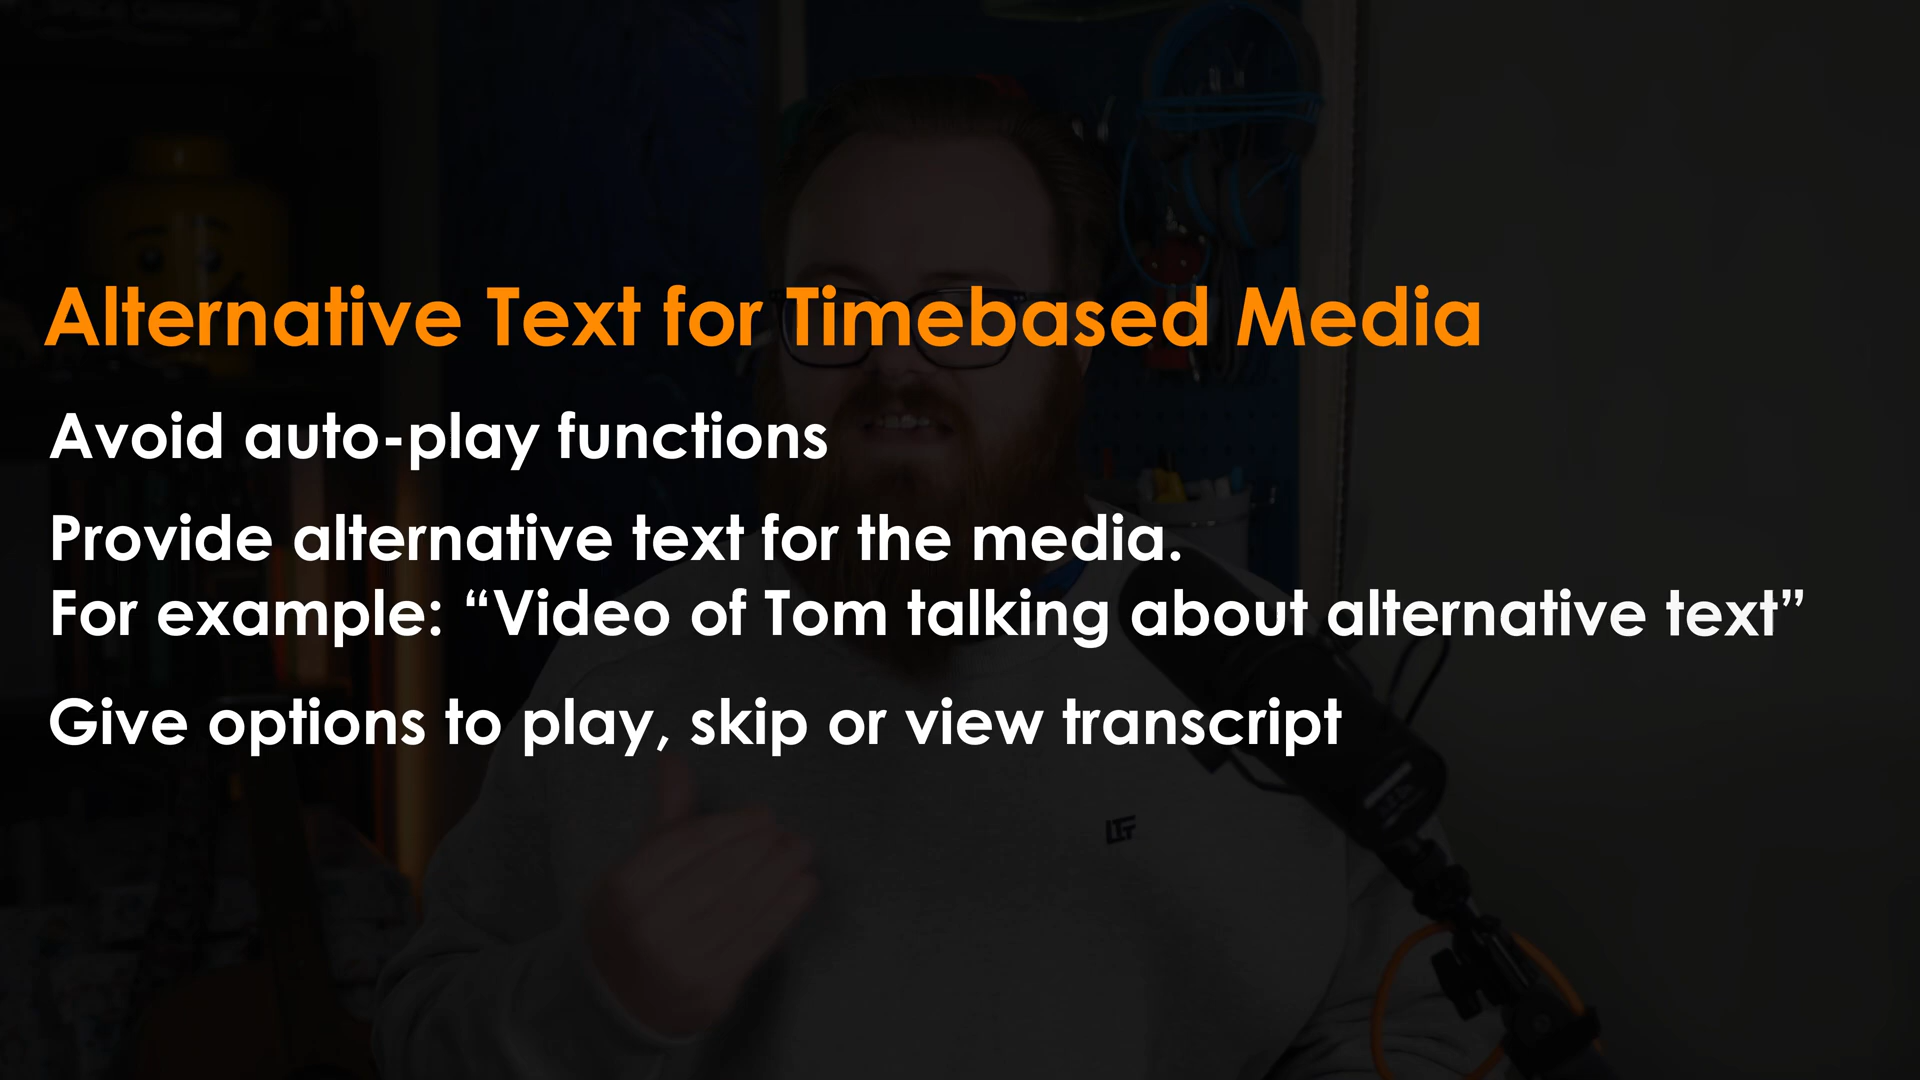 Alternative Text for Timebased Media
Avoid auto-play functions
Provide alternative text for the media.
For example: “Video of Tom talking about alternative text”
Give options to play, skip or view transcript